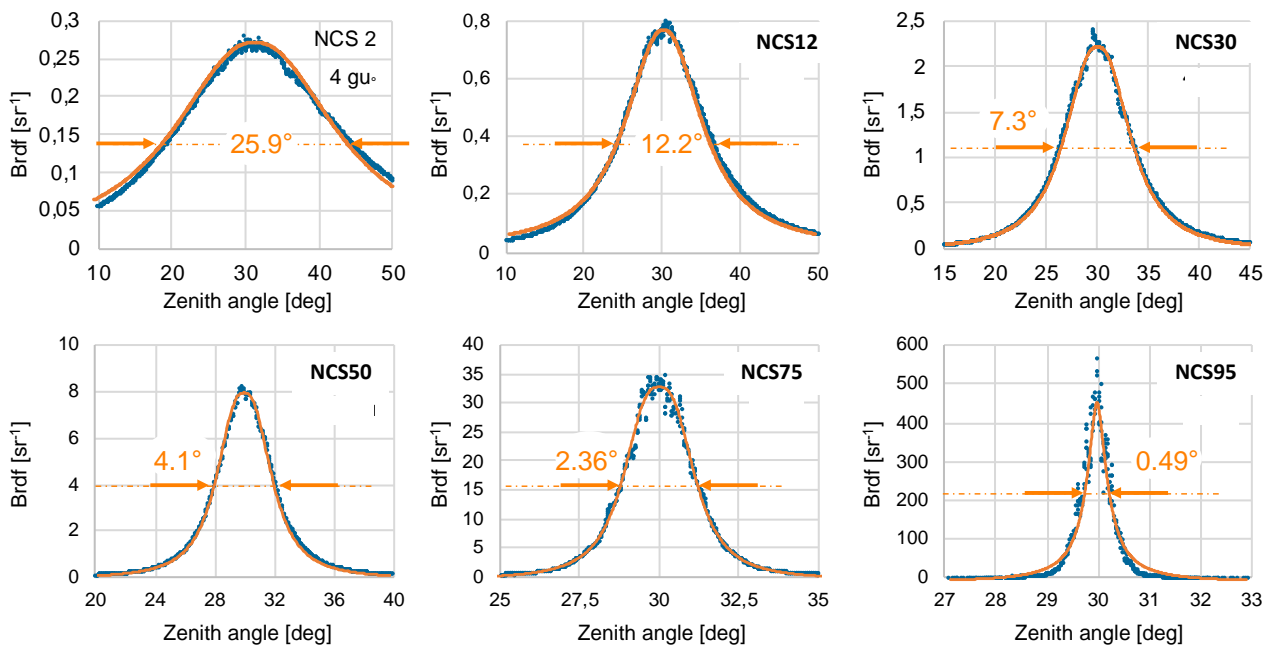 NCS 2
4 gu
25.9°
Brdf [sr-1]
0,3
0,25
0,2
0,15
0,1
0,05
0
10 20 30 40 50
Zenith angle [deg]
NCS12
12.2°
Brdf [sr-1]
0,8
0,6
0,4
0,2
0
10 20 30 40 50
Zenith angle [deg]
NCS30
7.3°
Brdf [sr-1]
2,5
2
1,5
1
0,5
0
15 20 25 30 35 40 45
Zenith angle [deg]
NCS50
4.1°
Brdf [sr-1]
10
8
6
4
2
0
20 24 28 32 36 40
Zenith angle [deg]
NCS75
2.36°
Brdf [sr-1]
40
35
30
25
20
15
10
5
0
25 27,5 30 32,5 35
Zenith angle [deg]
NCS95
0.49°
Brdf [sr-1]
600
500
400
300
200
100
0
27 28 29 30 31 32 33
Zenith angle [deg]